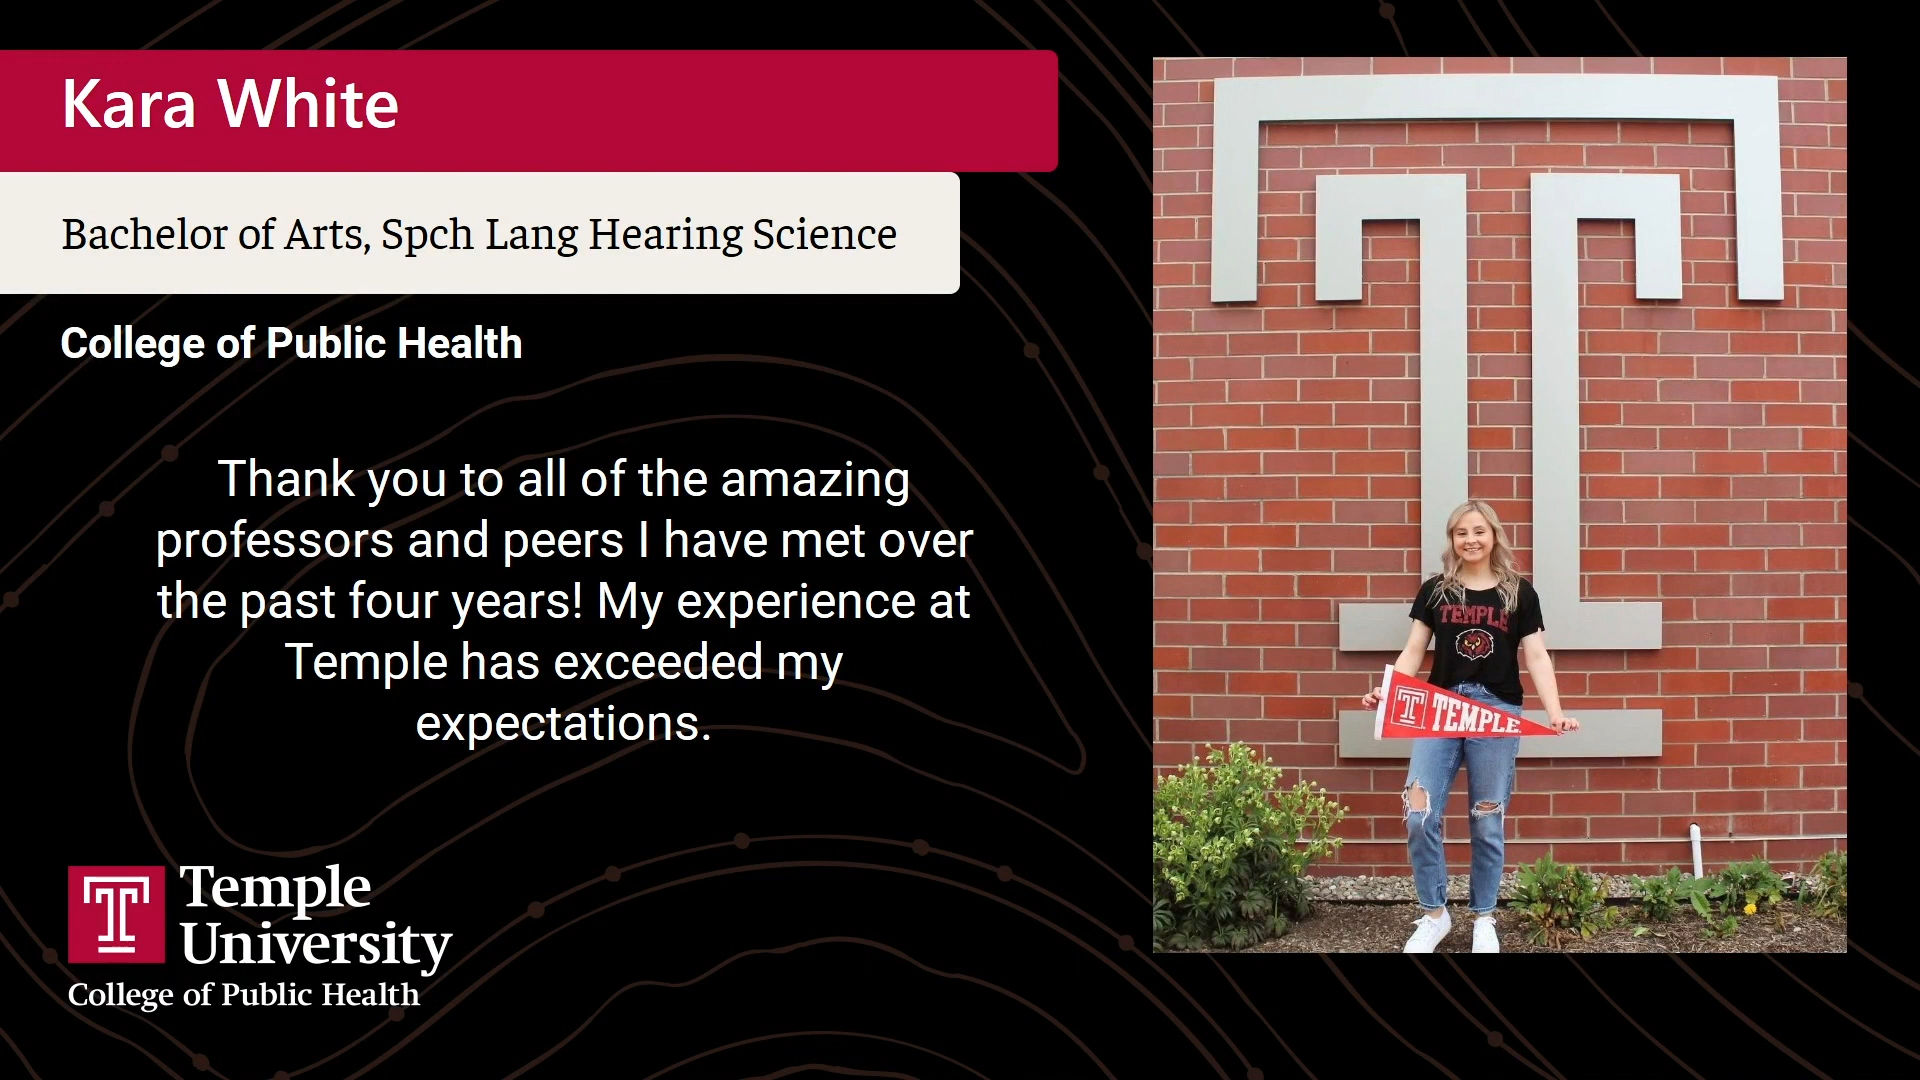 Kara White
Bachelor of Arts, Spch Lang Hearing Science
College of Public Health
Thank you to all of the amazing
professors and peers I have met over
the past four years! My experience at
Temple has exceeded my
expectations.
T Temple
University
College of Public Health
T
TEMPLE
T TEMPLE